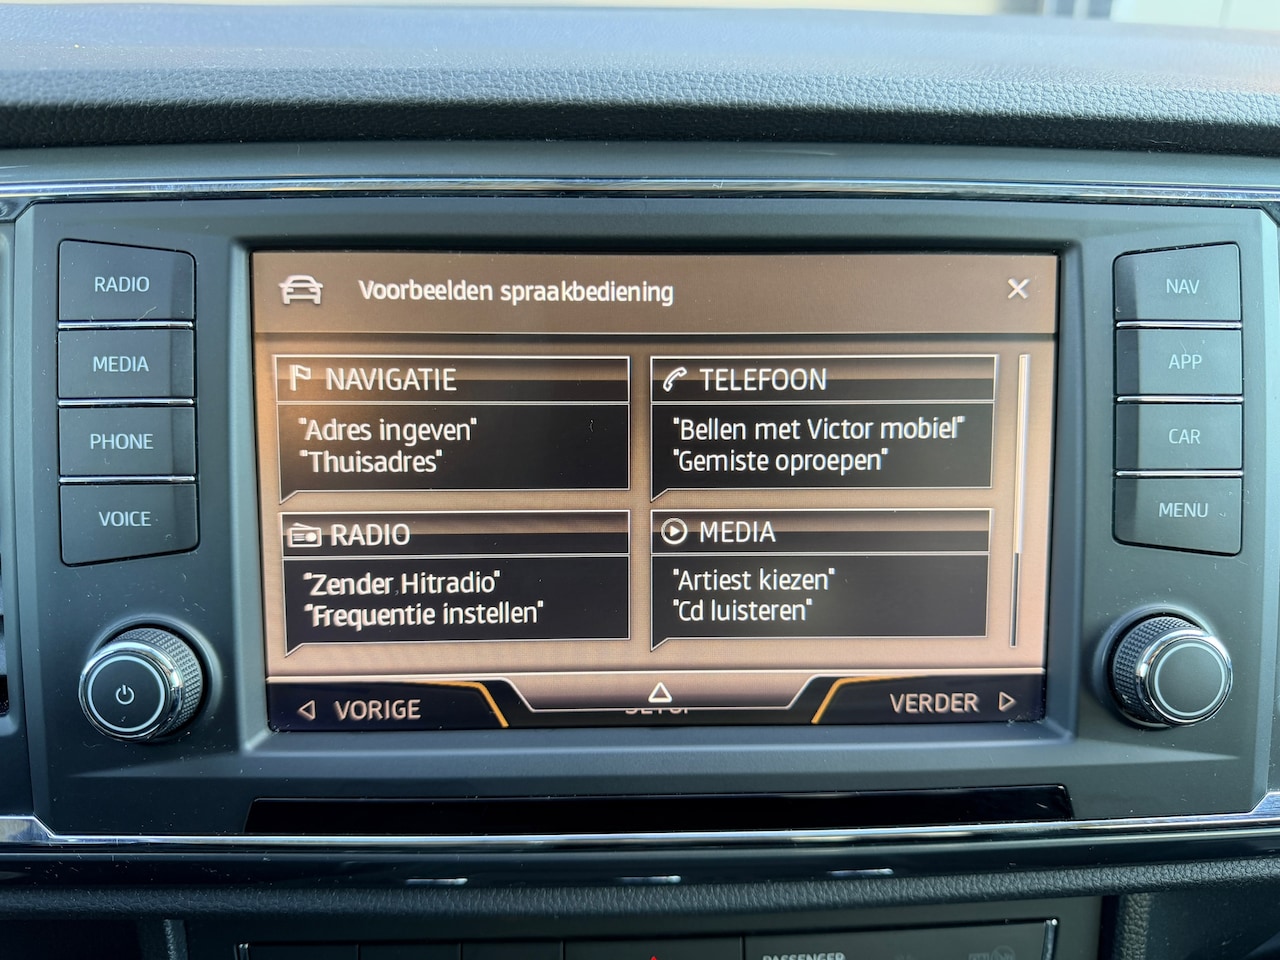 Voorbeelden spraakbediening
RADIO
MEDIA
PHONE
VOICE
NAVIGATIE
"Adres ingeven"
"Thuisadres"
TELEFOON
"Bellen met Victor mobiel"
"Gemiste oproepen"
RADIO
"Zender Hitradio"
"Frequentie instellen"
MEDIA
"Artiest kiezen"
"Cd luisteren"
VORIGE
VERDER
NAV
APP
CAR
MENU
PASSENGER